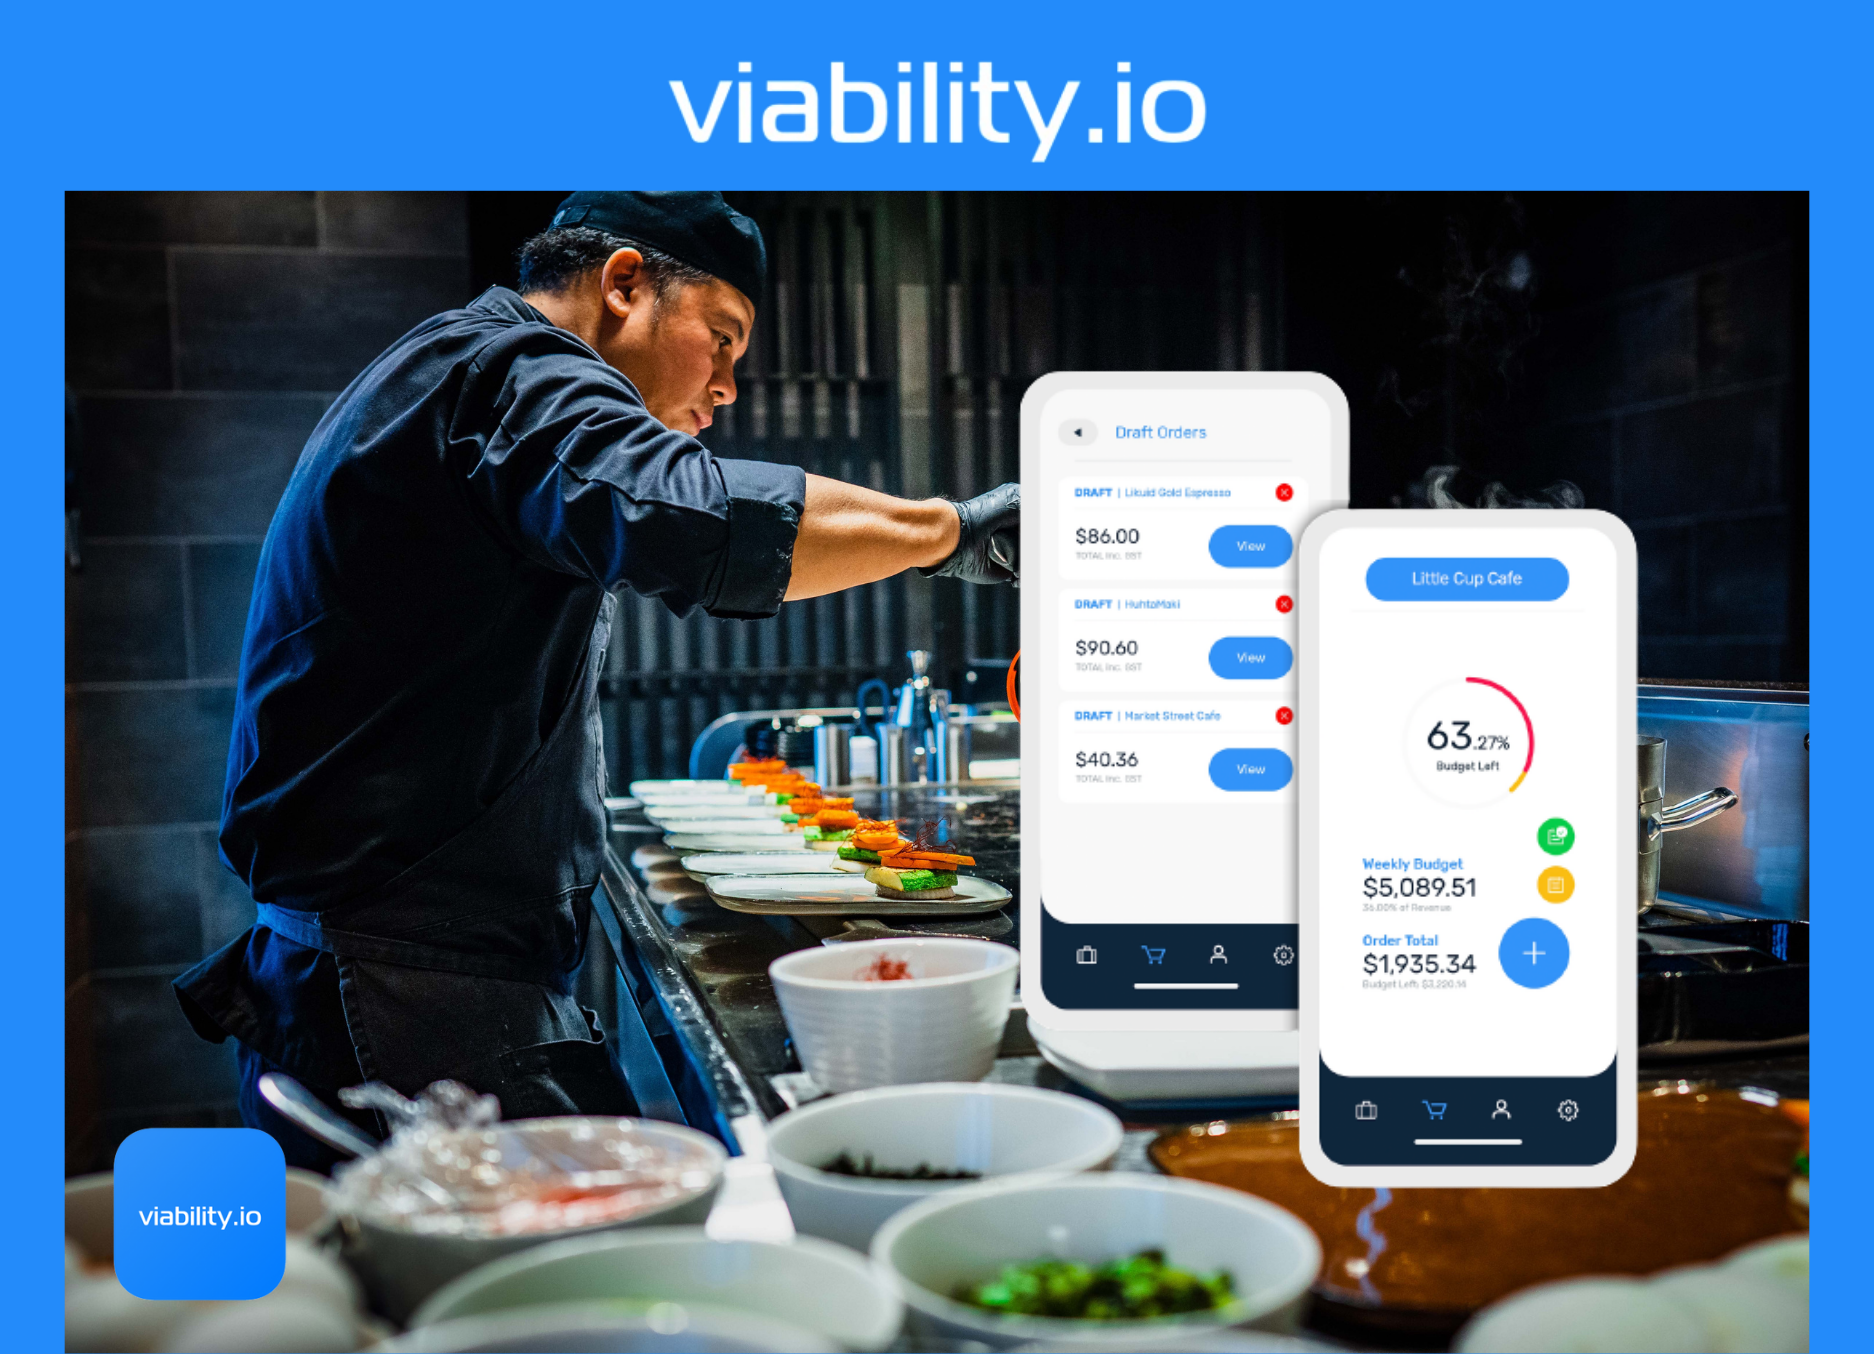 viability.io
Draft Orders
DRAFT | Likuid Gold Espresso
$86.00
View
TOTAL Inc. GST
DRAFT | HuhtaMaki
$90.60
View
TOTAL Inc. GST
DRAFT | Market Street Cafe
$40.36
View
TOTAL Inc. GST
Little Cup Cafe
63.27%
Budget Left
Weekly Budget
$5,089.51
36.00% of Revenue
Order Total
$1,935.34
Budget Left: $3,220.14
viability.io